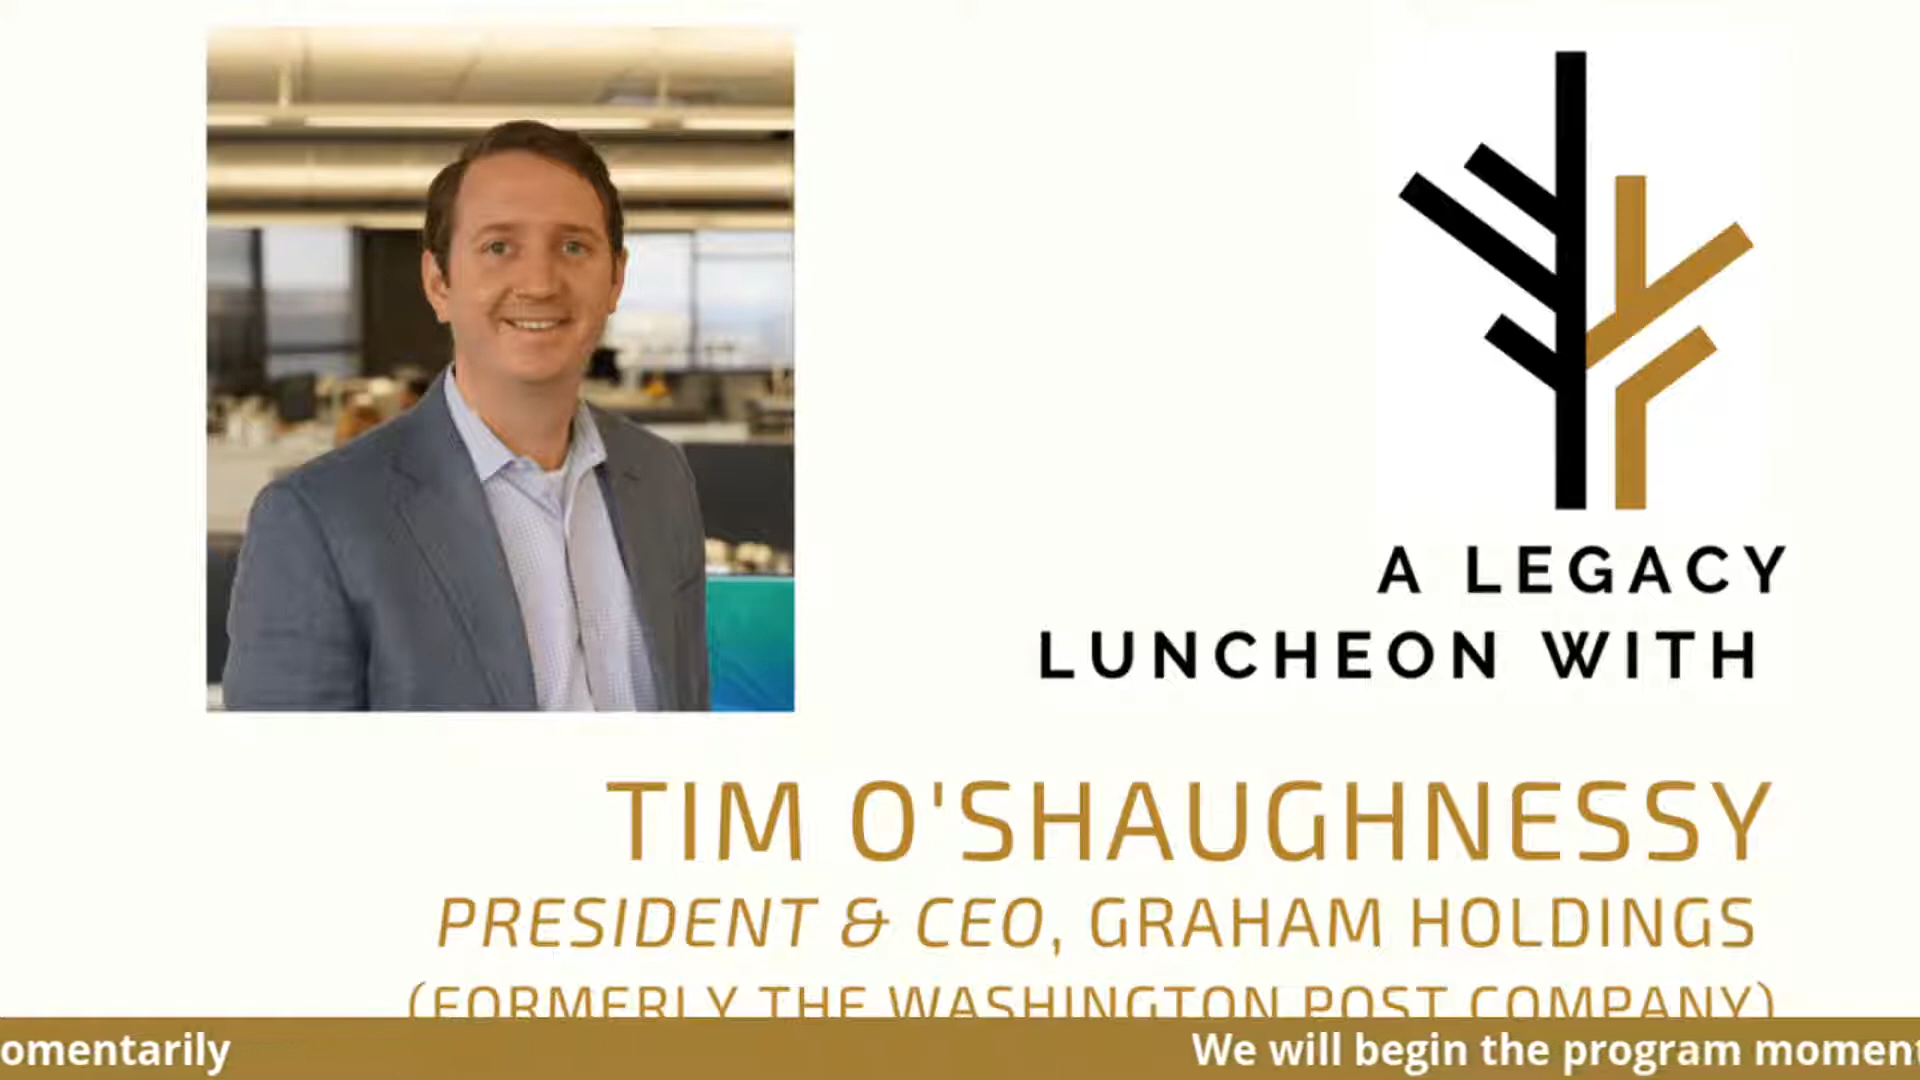 A LEGACY
LUNCHEON WITH
TIM O'SHAUGHNESSY
PRESIDENT & CEO, GRAHAM HOLDINGS
(FORMERLY THE WASHINGTON POST COMPANY)
omentarily We will begin the program moment